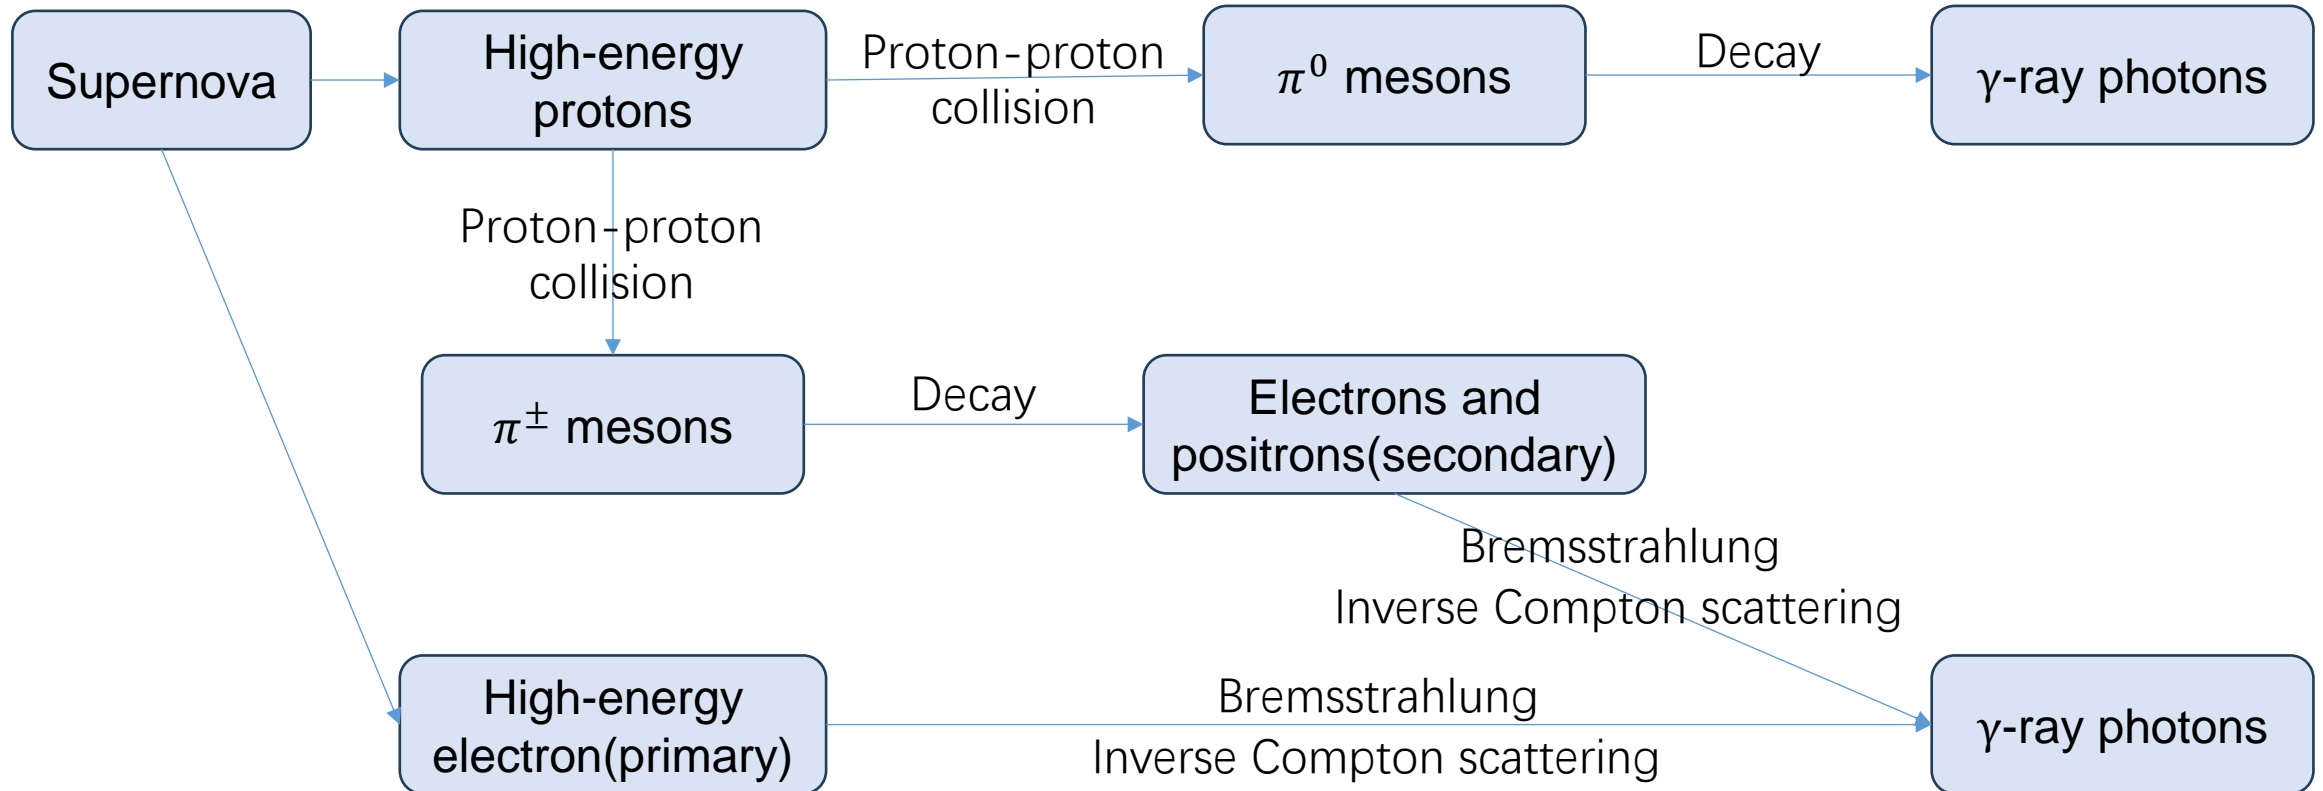 Supernova
High-energy
protons
Proton-proton
collision
π⁰ mesons
Decay
γ-ray photons
Proton-proton
collision
π± mesons
Decay
Electrons and
positrons(secondary)
Bremsstrahlung
Inverse Compton scattering
High-energy
electron(primary)
Bremsstrahlung
Inverse Compton scattering
γ-ray photons